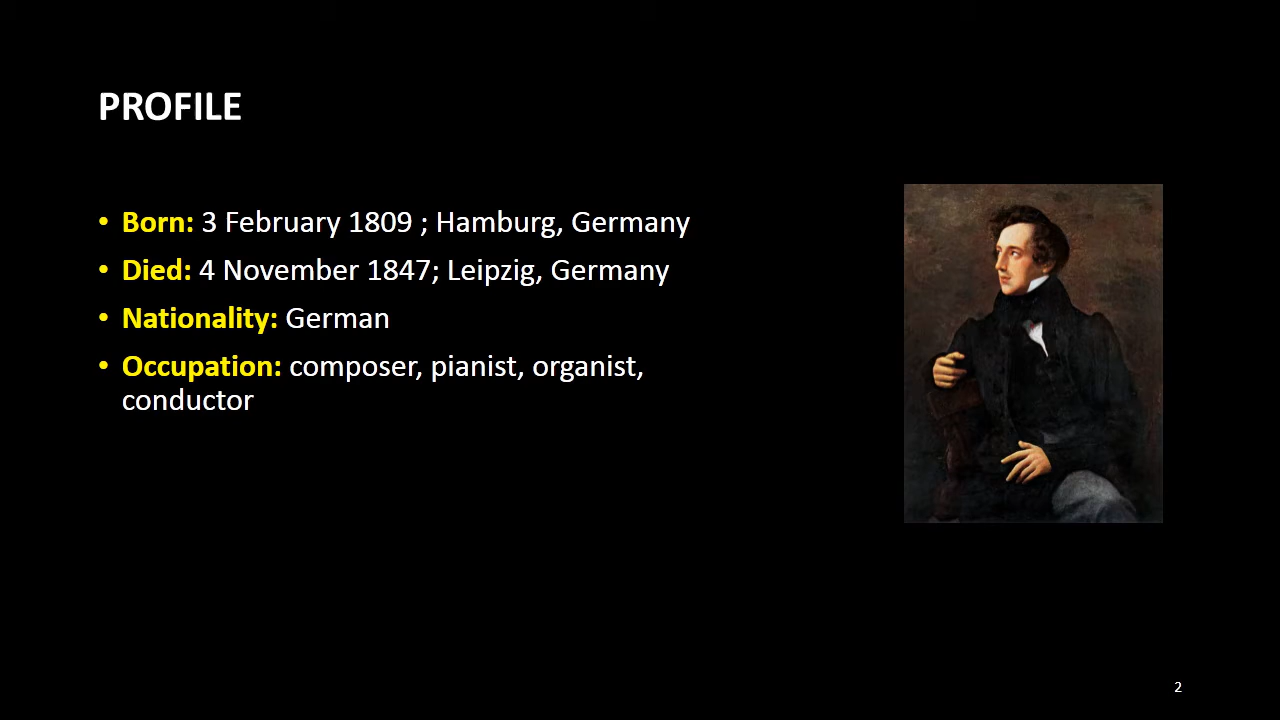 PROFILE
• Born: 3 February 1809 ; Hamburg, Germany
• Died: 4 November 1847; Leipzig, Germany
• Nationality: German
• Occupation: composer, pianist, organist,
conductor
2